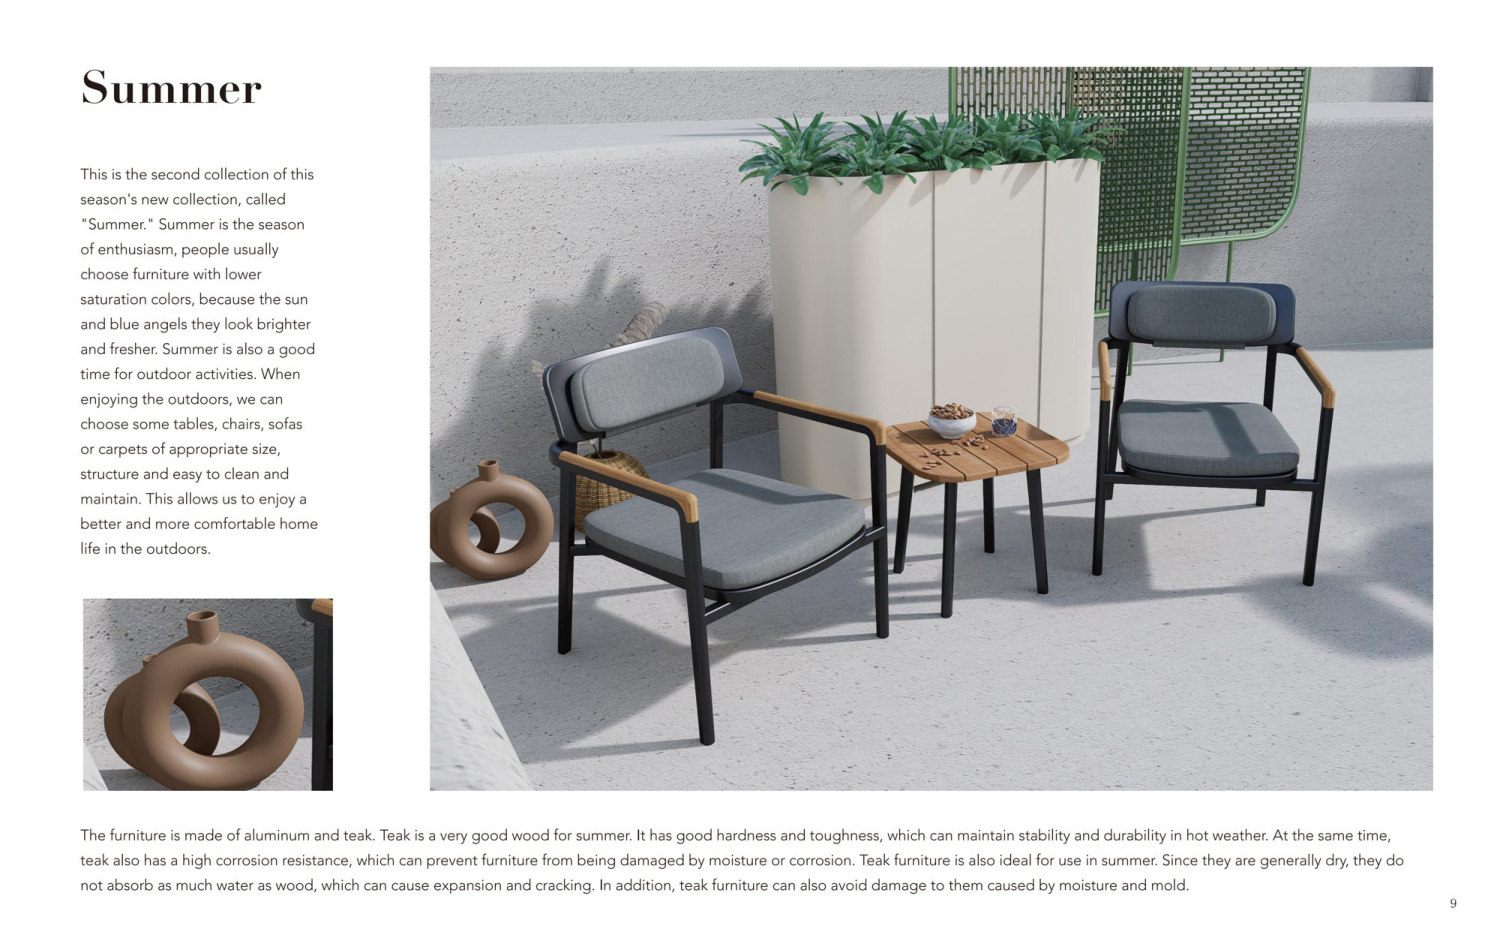 Summer
This is the second collection of this
season's new collection, called
"Summer." Summer is the season
of enthusiasm, people usually
choose furniture with lower
saturation colors, because the sun
and blue angels they look brighter
and fresher. Summer is also a good
time for outdoor activities. When
enjoying the outdoors, we can
choose some tables, chairs, sofas
or carpets of appropriate size,
structure and easy to clean and
maintain. This allows us to enjoy a
better and more comfortable home
life in the outdoors.
The furniture is made of aluminum and teak. Teak is a very good wood for summer. It has good hardness and toughness, which can maintain stability and durability in hot weather. At the same time,
teak also has a high corrosion resistance, which can prevent furniture from being damaged by moisture or corrosion. Teak furniture is also ideal for use in summer. Since they are generally dry, they do
not absorb as much water as wood, which can cause expansion and cracking. In addition, teak furniture can also avoid damage to them caused by moisture and mold.
9